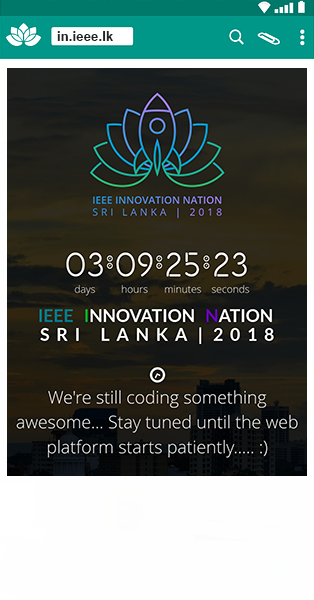 in.ieee.lk
IEEE INNOVATION NATION
SRI LANKA | 2018
03:09:25:23
days hours minutes seconds
IEEE INNOVATION NATION
SRI LANKA|2018
We're still coding something
awesome... Stay tuned until the web
platform starts patiently..... :)